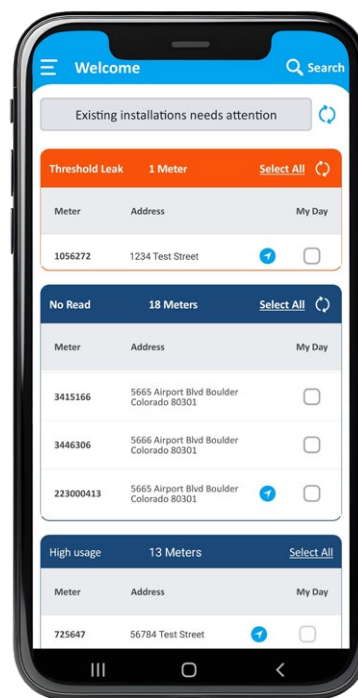 Welcome
Search
Existing installations needs attention
Threshold Leak 1 Meter Select All
Meter Address My Day
1056272 1234 Test Street
No Read 18 Meters Select All
Meter Address My Day
3415166 5665 Airport Blvd Boulder
Colorado 80301
3446306 5666 Airport Blvd Boulder
Colorado 80301
223000413 5665 Airport Blvd Boulder
Colorado 80301
High usage 13 Meters Select All
Meter Address My Day
725647 56784 Test Street